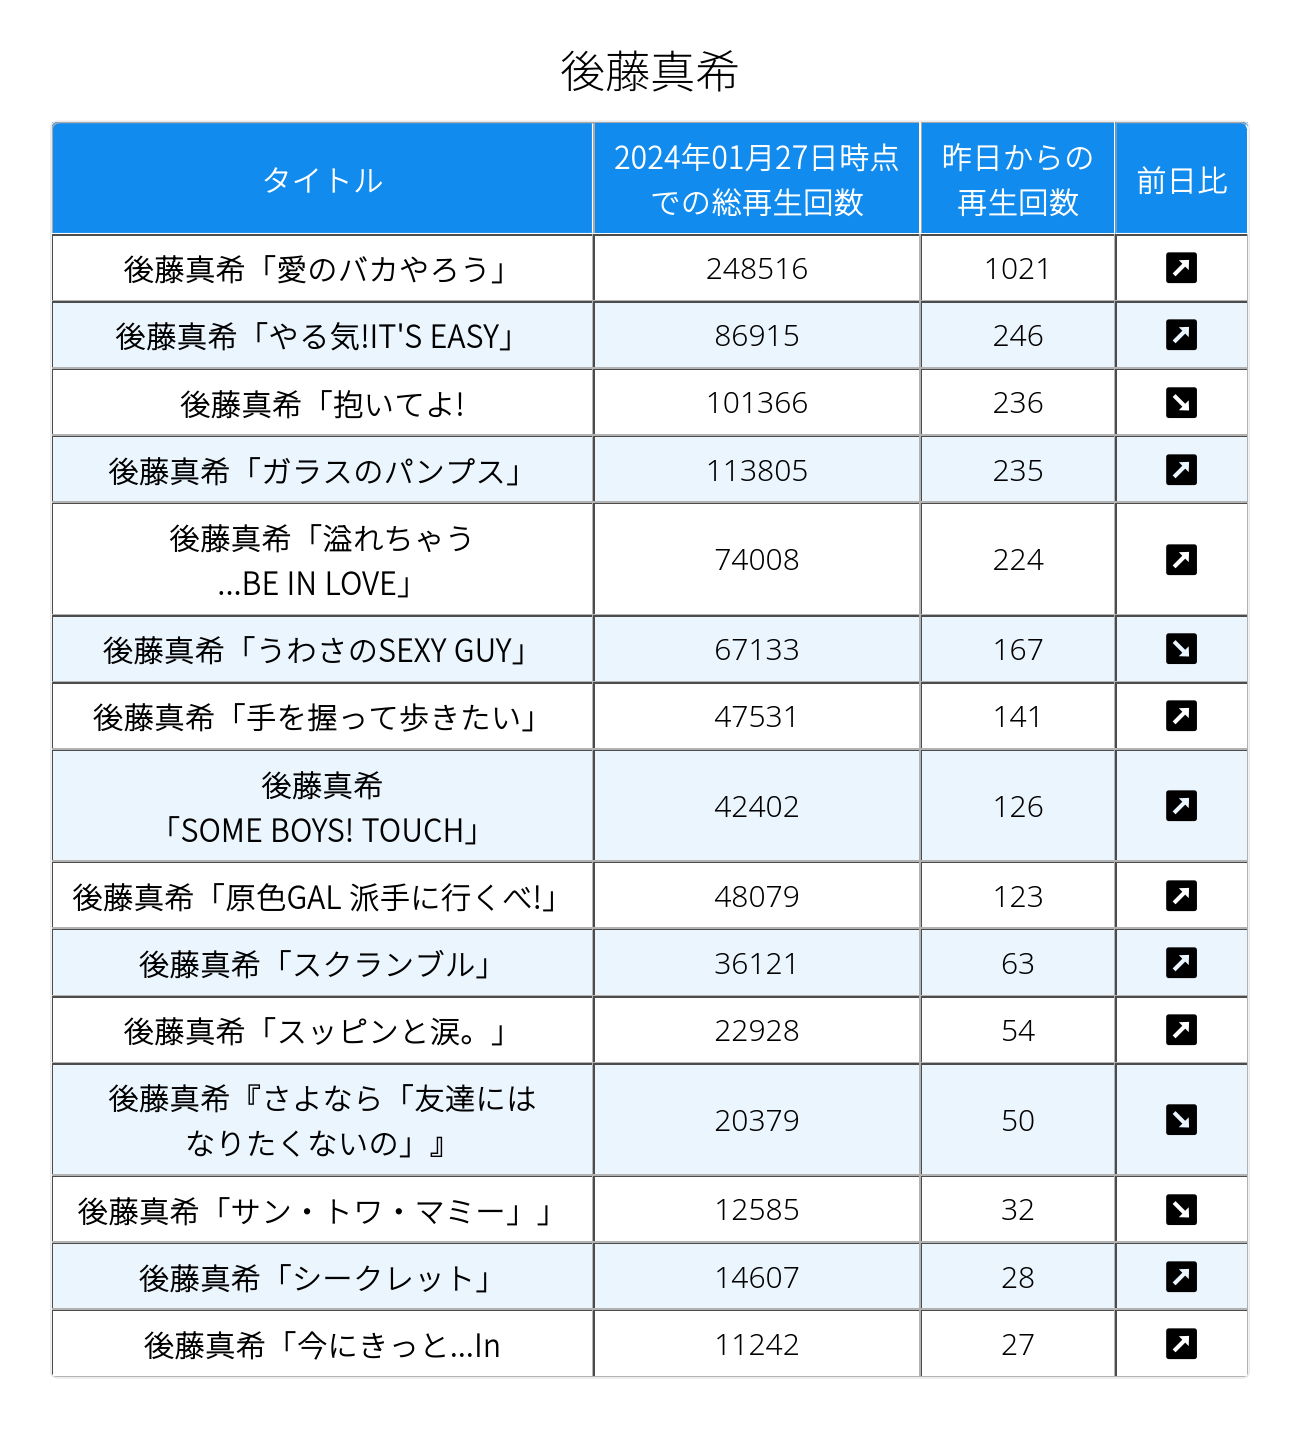 後藤真希
タイトル
2024年01月27日時点
での総再生回数
昨日からの
再生回数
前日比
後藤真希「愛のバカやろう」 248516 1021
後藤真希「やる気!IT'S EASY」 86915 246
後藤真希「抱いてよ! 101366 236
後藤真希「ガラスのパンプス」 113805 235
後藤真希「溢れちゃう
...BE IN LOVE」 74008 224
後藤真希「うわさのSEXY GUY」 67133 167
後藤真希「手を握って歩きたい」 47531 141
後藤真希
「SOME BOYS! TOUCH」 42402 126
後藤真希「原色GAL 派手に行くべ!」 48079 123
後藤真希「スクランブル」 36121 63
後藤真希「スッピンと涙。」 22928 54
後藤真希『さよなら「友達には
なりたくないの」』 20379 50
後藤真希「サン・トワ・マミー」」 12585 32
後藤真希「シークレット」 14607 28
後藤真希「今にきっと...In 11242 27